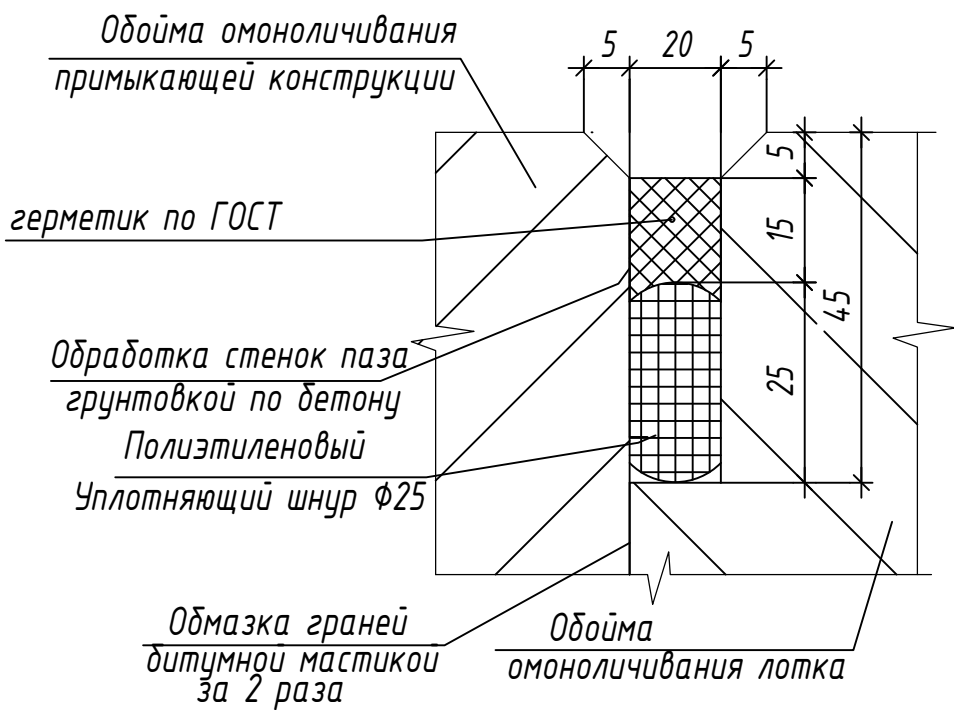 Обойма омоноличивания
примыкающей конструкции
5 20 5
5
герметик по ГОСТ
15
45
Обработка стенок паза
грунтовкой по бетону
25
Полиэтиленовый
Уплотняющий шнур Ф25
Обмазка граней
битумной мастикой
за 2 раза
Обойма
омоноличивания лотка